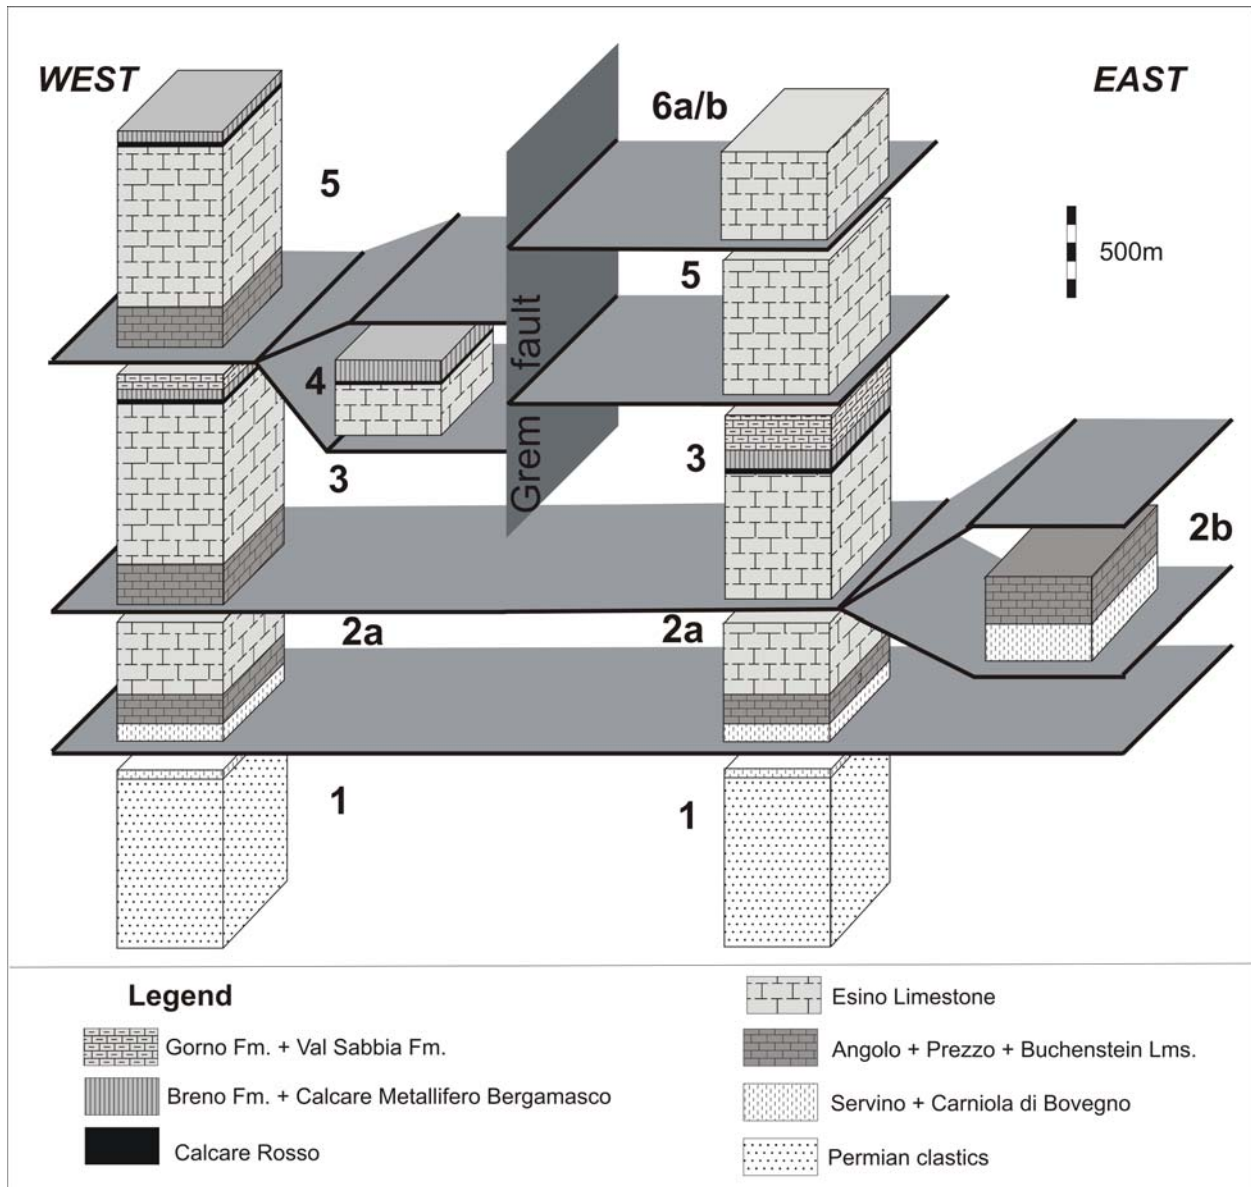 WEST
6a/b
EAST
5
5
500m
4
Grem fault
3
3
2b
2a
2a
1
1
Legend
Gorno Fm. + Val Sabbia Fm.
Breno Fm. + Calcare Metallifero Bergamasco
Calcare Rosso
Esino Limestone
Angolo + Prezzo + Buchenstein Lms.
Servino + Carniola di Bovegno
Permian clastics